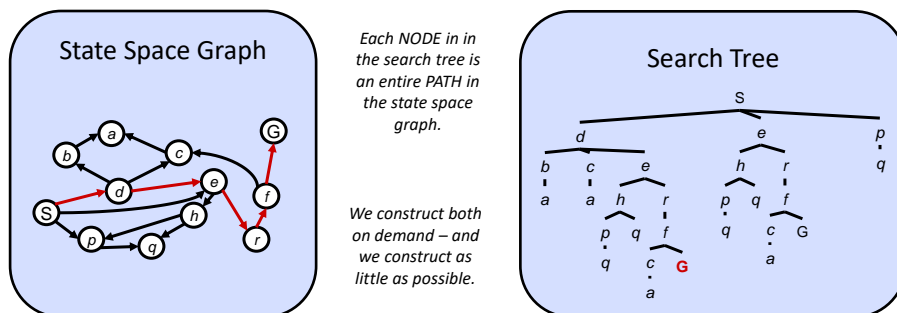 State Space Graph
S
a
b
c
d
e
f
G
h
p
q
r
Each NODE in in
the search tree is
an entire PATH in
the state space
graph.
We construct both
on demand – and
we construct as
little as possible.
Search Tree
S
d e p
b c e h r q
a a h r p q f
p q f q c G
q c G a
a